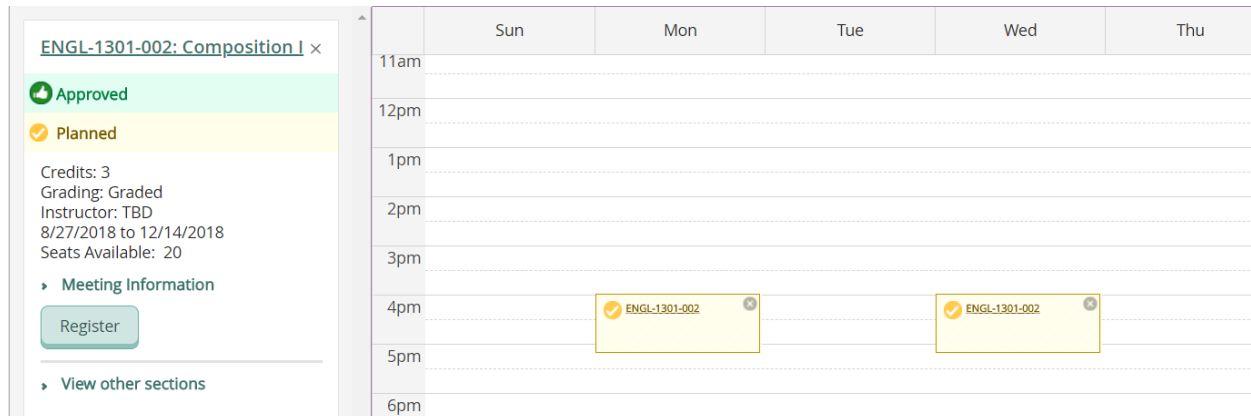 ENGL-1301-002: Composition I ×
Approved
Planned
Credits: 3
Grading: Graded
Instructor: TBD
8/27/2018 to 12/14/2018
Seats Available: 20
Meeting Information
Register
View other sections
Sun Mon Tue Wed Thu
11am
12pm
1pm
2pm
3pm
4pm
ENGL-1301-002 ENGL-1301-002
5pm
6pm